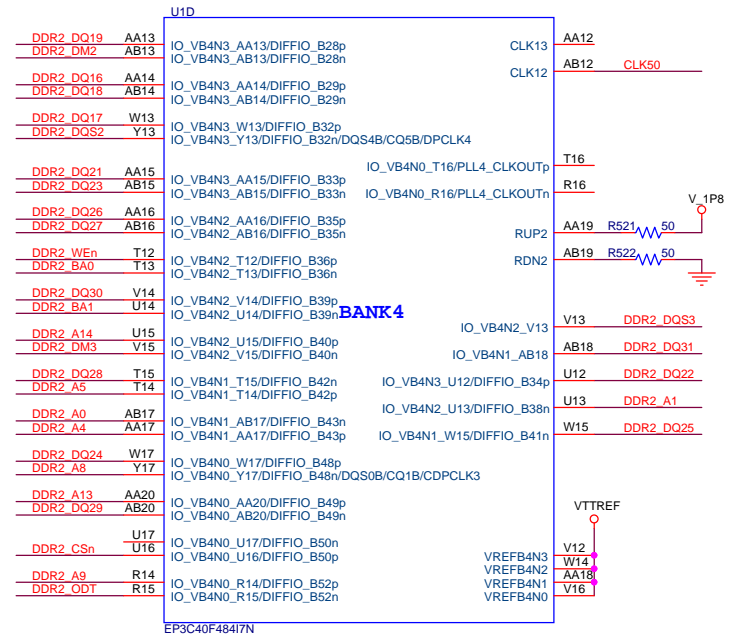 U1D
DDR2_DQ19 AA13 IO_VB4N3_AA13/DIFFIO_B28p
DDR2_DM2 AB13 IO_VB4N3_AB13/DIFFIO_B28n
CLK13 AA12
CLK12 AB12 CLK50
DDR2_DQ16 AA14 IO_VB4N3_AA14/DIFFIO_B29p
DDR2_DQ18 AB14 IO_VB4N3_AB14/DIFFIO_B29n
DDR2_DQ17 W13 IO_VB4N3_W13/DIFFIO_B32p
DDR2_DQS2 Y13 IO_VB4N3_Y13/DIFFIO_B32n/DQS4B/CQ5B/DPCLK4
IO_VB4N0_T16/PLL4_CLKOUTp T16
DDR2_DQ21 AA15 IO_VB4N3_AA15/DIFFIO_B33p
DDR2_DQ23 AB15 IO_VB4N3_AB15/DIFFIO_B33n
IO_VB4N0_R16/PLL4_CLKOUTn R16
V_1P8
DDR2_DQ26 AA16 IO_VB4N2_AA16/DIFFIO_B35p
DDR2_DQ27 AB16 IO_VB4N2_AB16/DIFFIO_B35n
RUP2 AA19 R521 50
DDR2_WEn T12 IO_VB4N2_T12/DIFFIO_B36p
DDR2_BA0 T13 IO_VB4N2_T13/DIFFIO_B36n
RDN2 AB19 R522 50
DDR2_DQ30 V14 IO_VB4N2_V14/DIFFIO_B39p
DDR2_BA1 U14 IO_VB4N2_U14/DIFFIO_B39n
BANK4
DDR2_A14 U15 IO_VB4N2_U15/DIFFIO_B40p
DDR2_DM3 V15 IO_VB4N2_V15/DIFFIO_B40n
IO_VB4N2_V13 V13 DDR2_DQS3
IO_VB4N1_AB18 AB18 DDR2_DQ31
DDR2_DQ28 T15 IO_VB4N1_T15/DIFFIO_B42n
DDR2_A5 T14 IO_VB4N1_T14/DIFFIO_B42p
IO_VB4N3_U12/DIFFIO_B34p U12 DDR2_DQ22
DDR2_A0 AB17 IO_VB4N1_AB17/DIFFIO_B43n
DDR2_A4 AA17 IO_VB4N1_AA17/DIFFIO_B43p
IO_VB4N2_U13/DIFFIO_B38n U13 DDR2_A1
IO_VB4N1_W15/DIFFIO_B41n W15 DDR2_DQ25
DDR2_DQ24 W17 IO_VB4N0_W17/DIFFIO_B48p
DDR2_A8 Y17 IO_VB4N0_Y17/DIFFIO_B48n/DQS0B/CQ1B/CDPCLK3
DDR2_A13 AA20 IO_VB4N0_AA20/DIFFIO_B49p
DDR2_DQ29 AB20 IO_VB4N0_AB20/DIFFIO_B49n
VTTREF
U17 IO_VB4N0_U17/DIFFIO_B50n
DDR2_CSn U16 IO_VB4N0_U16/DIFFIO_B50p
VREFB4N3 V12
VREFB4N2 W14
DDR2_A9 R14 IO_VB4N0_R14/DIFFIO_B52p
DDR2_ODT R15 IO_VB4N0_R15/DIFFIO_B52n
VREFB4N1 AA18
VREFB4N0 V16
EP3C40F484I7N